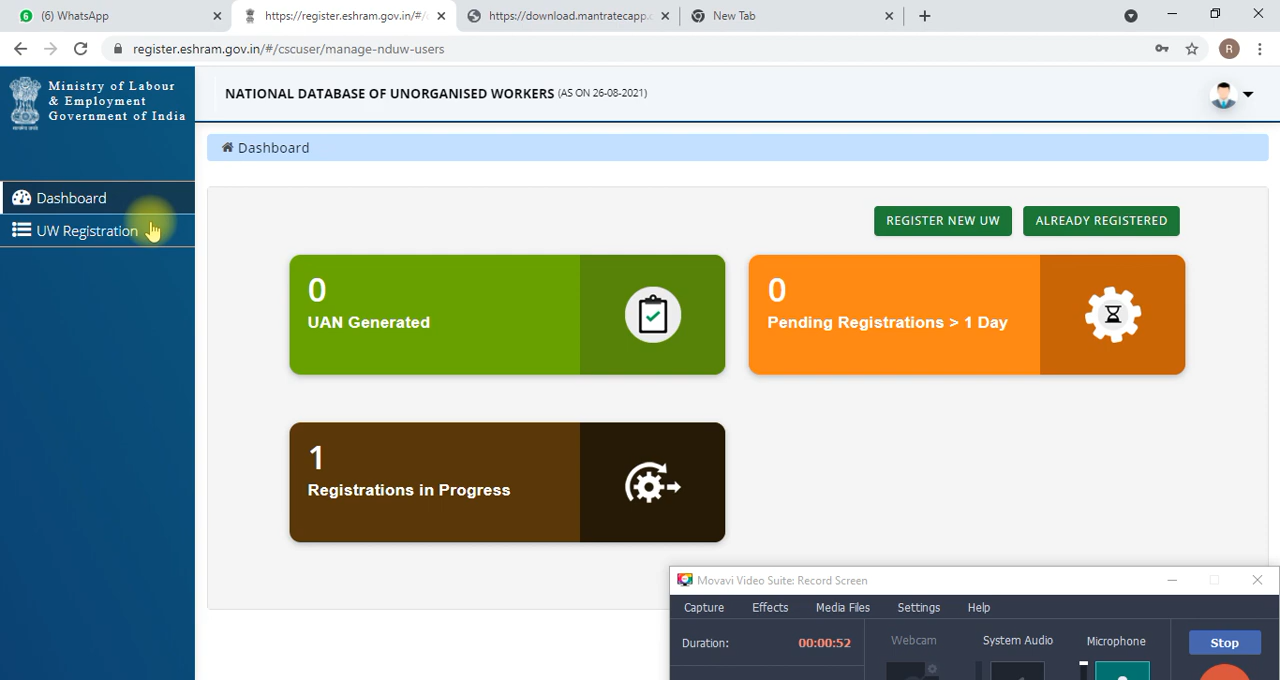 (6) WhatsApp
https://register.eshram.gov.in/#/c
https://download.mantratecapp.c
New Tab
register.eshram.gov.in/#/cscuser/manage-nduw-users
R
Ministry of Labour
& Employment
Government of India
NATIONAL DATABASE OF UNORGANISED WORKERS (AS ON 26-08-2021)
Dashboard
Dashboard
UW Registration
REGISTER NEW UW
ALREADY REGISTERED
0
UAN Generated
0
Pending Registrations > 1 Day
1
Registrations in Progress
Movavi Video Suite: Record Screen
Capture Effects Media Files Settings Help
Duration: 00:00:52
Webcam
System Audio
Microphone
Stop